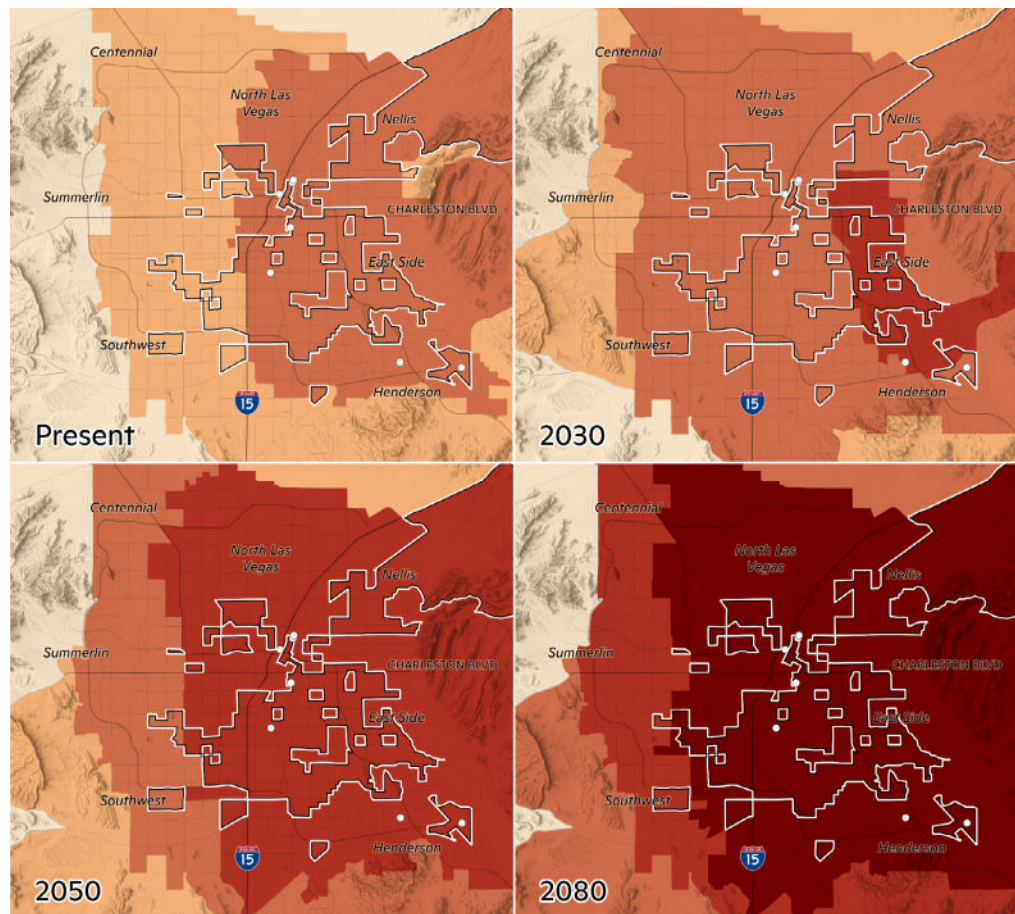 Centennial
North Las
Vegas
Nellis
Summerlin
CHARLESTON BLVD
East Side
Southwest
Henderson
15
Present
Centennial
North Las
Vegas
Nellis
Summerlin
CHARLESTON BLVD
East Side
Southwest
Henderson
15
2030
Centennial
North Las
Vegas
Nellis
Summerlin
CHARLESTON BLVD
East Side
Southwest
Henderson
15
2050
Centennial
North Las
Vegas
Nellis
Summerlin
CHARLESTON BLVD
East Side
Southwest
Henderson
15
2080